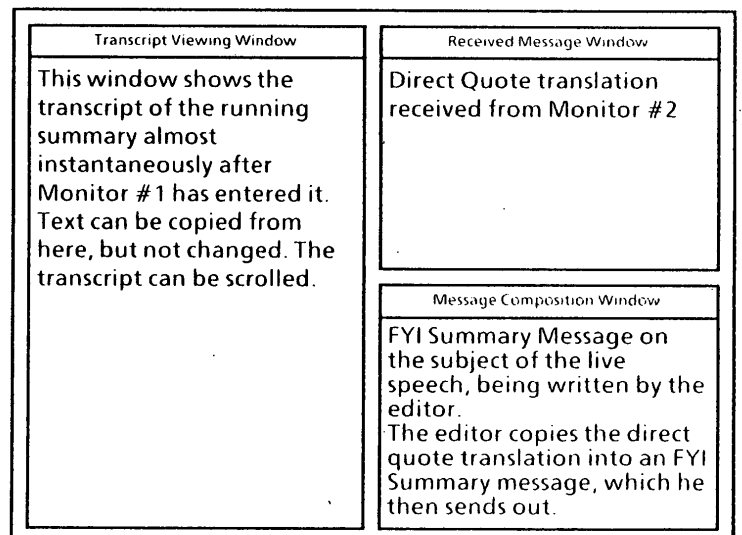 Transcript Viewing Window
This window shows the
transcript of the running
summary almost
instantaneously after
Monitor #1 has entered it.
Text can be copied from
here, but not changed. The
transcript can be scrolled.
Received Message Window
Direct Quote translation
received from Monitor #2
Message Composition Window
FYI Summary Message on
the subject of the live
speech, being written by the
editor.
The editor copies the direct
quote translation into an FYI
Summary message, which he
then sends out.